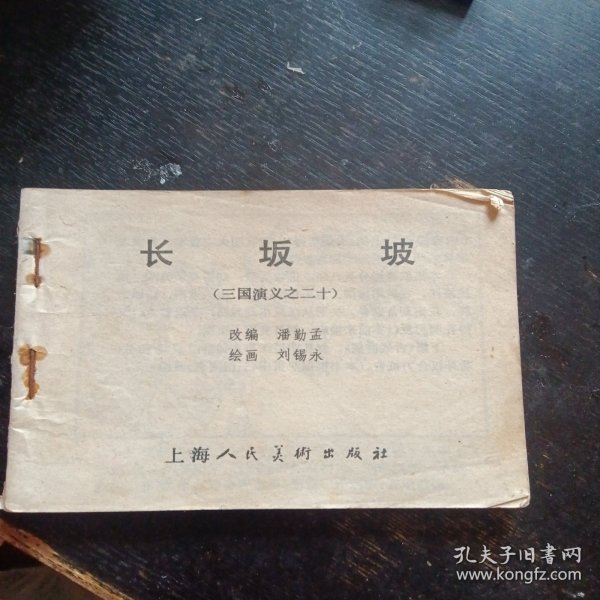 长 坂 坡
（三国演义之二十）
改编 潘勤孟
绘画 刘锡永
上海人民美術出版社
孔夫子旧書网
www.kongfz.com